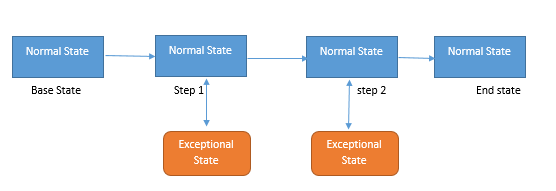 Normal State
Normal State
Normal State
Normal State
Base State
Step 1
step 2
End state
Exceptional
State
Exceptional
State